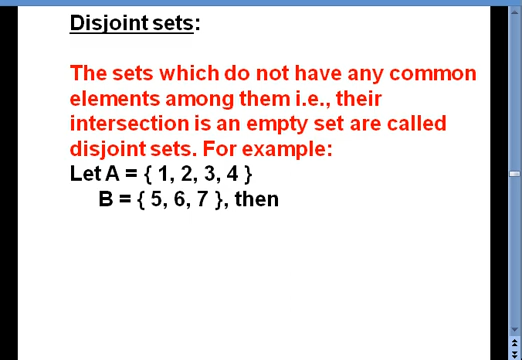 Disjoint sets:
The sets which do not have any common
elements among them i.e., their
intersection is an empty set are called
disjoint sets. For example:
Let A = { 1, 2, 3, 4 }
B = { 5, 6, 7 }, then